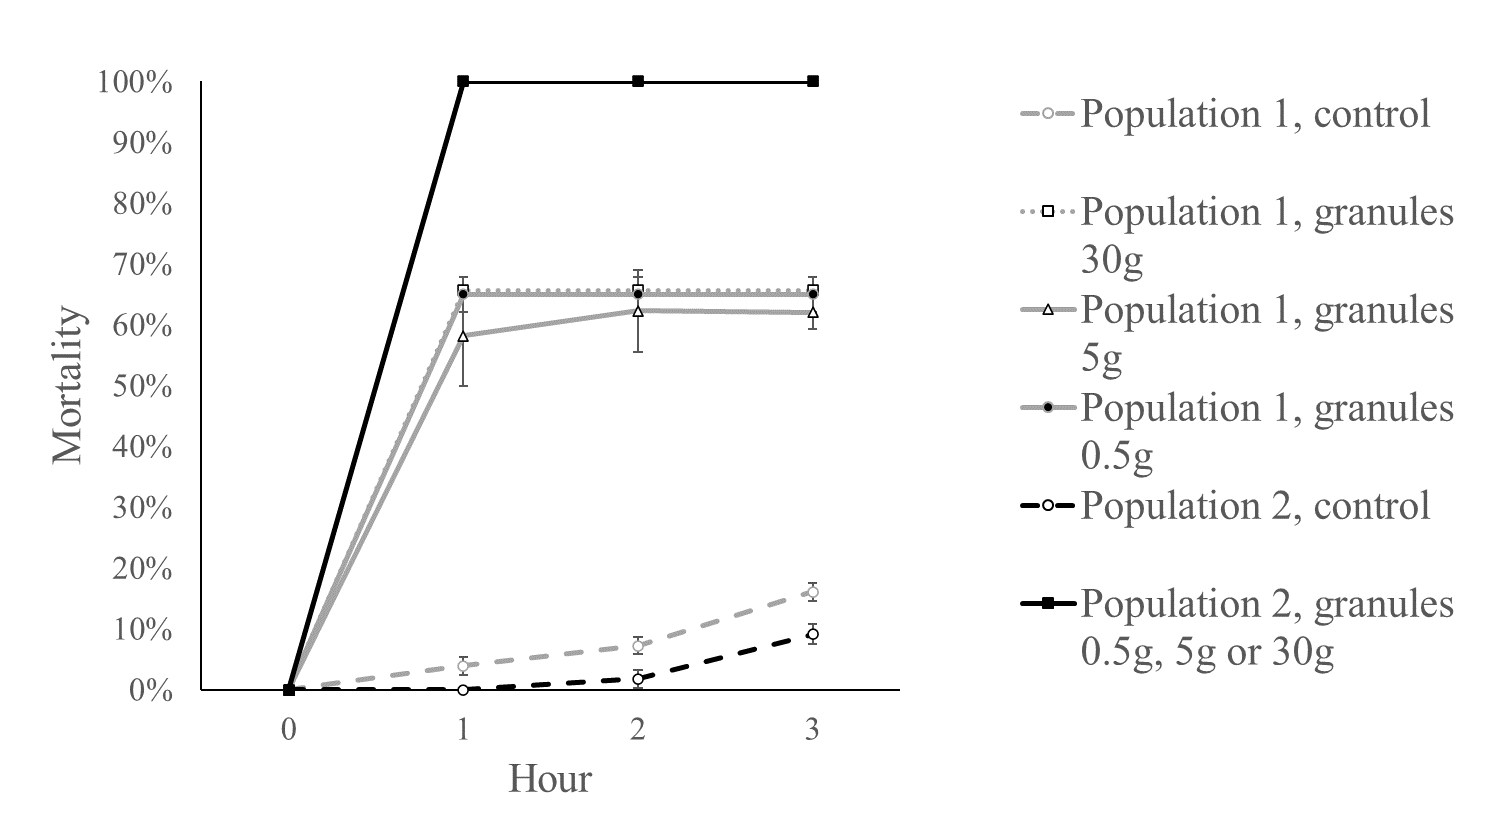 100%
90%
80%
70%
60%
50%
40%
30%
20%
10%
0%
Mortality
0 1 2 3
Hour
Population 1, control
Population 1, granules
30g
Population 1, granules
5g
Population 1, granules
0.5g
Population 2, control
Population 2, granules
0.5g, 5g or 30g